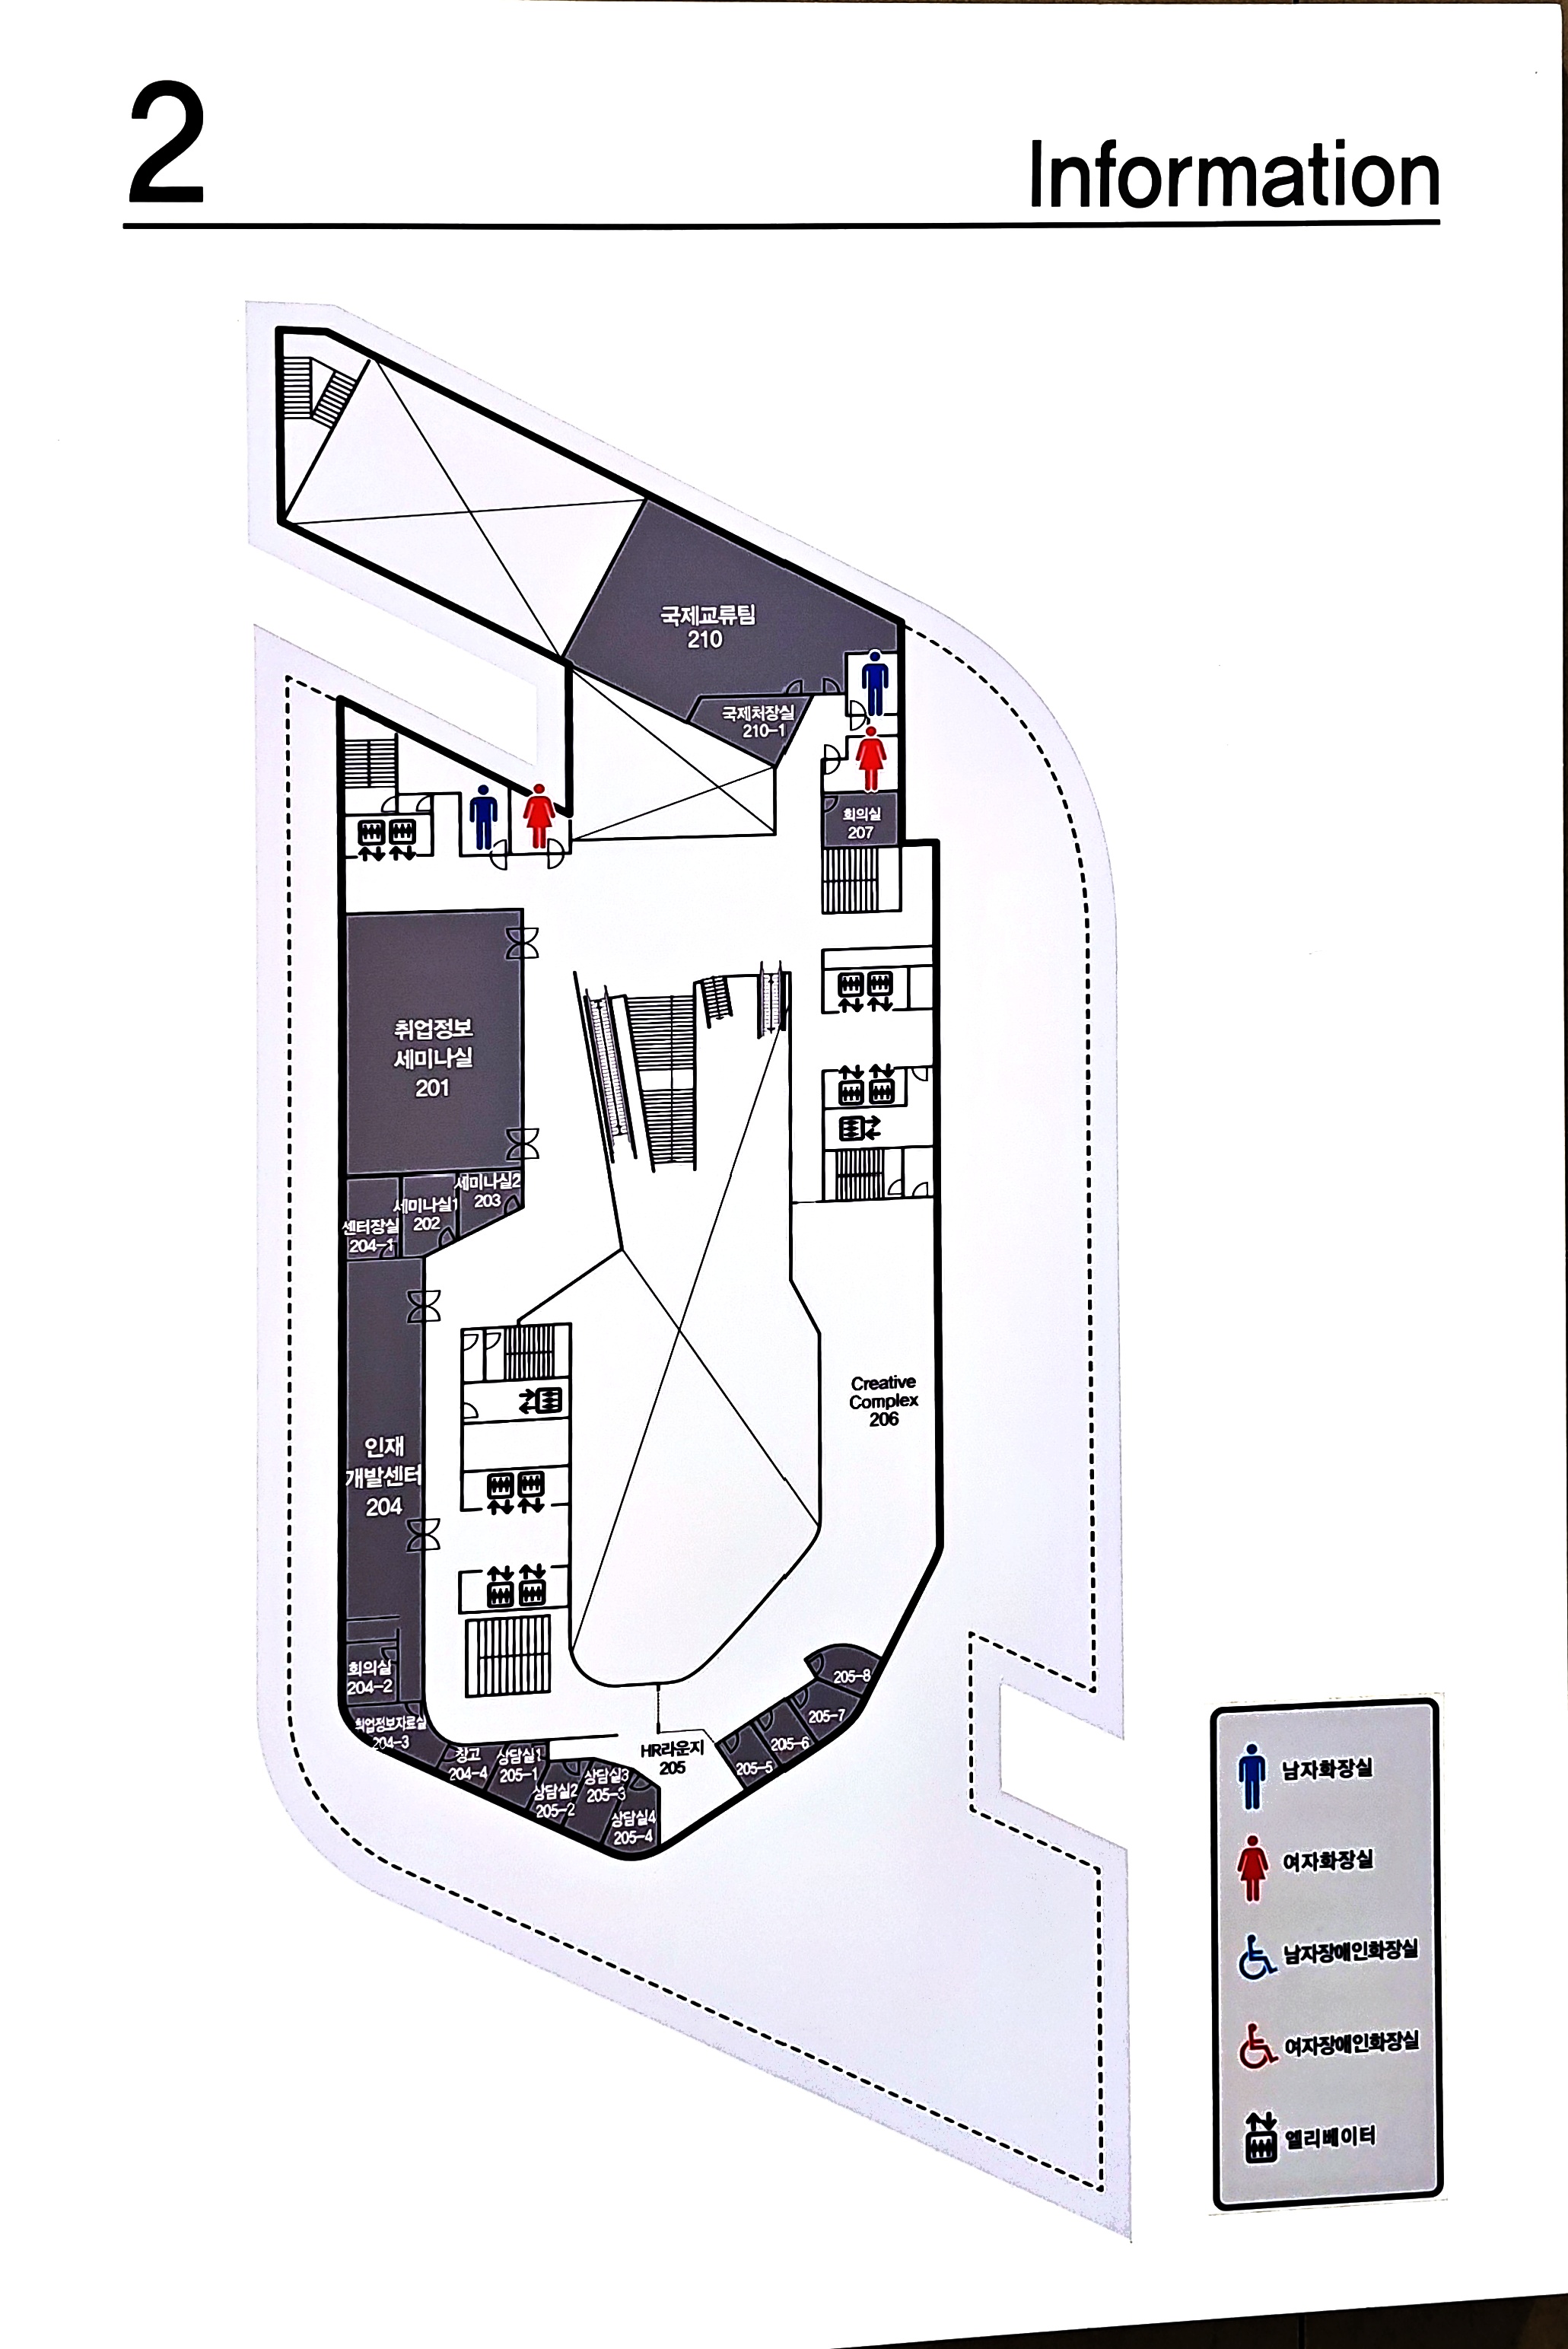 2
Information
국제교류팀
210
국제처장실
210-1
회의실
207
취업정보
세미나실
201
세미나실2
203
세미나실1
202
센터장실
204-1
Creative
Complex
206
인재
개발센터
204
회의실
204-2
취업정보자료실
204-3
창고
204-4
상담실1
205-1
상담실2
205-2
상담실3
205-3
상담실4
205-4
HR라운지
205
205-5
205-6
205-7
205-8
남자화장실
여자화장실
남자장애인화장실
여자장애인화장실
엘리베이터